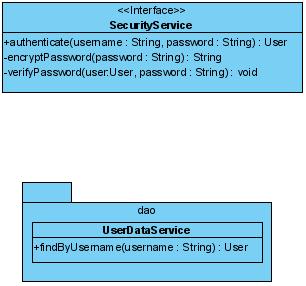 <<Interface>>
SecurityService
+authenticate(username : String, password : String) : User
-encryptPassword(password : String) : String
-verifyPassword(user:User, password : String) : void
dao
UserDataService
+findByUsername(username : String) : User